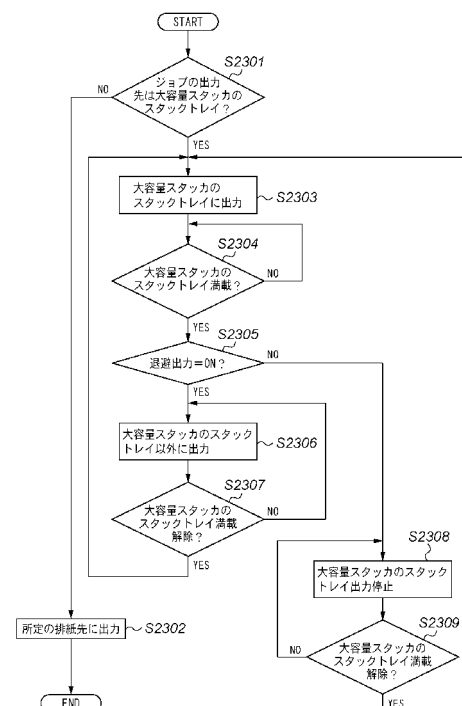 START
S2301
ジョブの出力
先は大容量スタッカの
スタックトレイ？
NO
YES
大容量スタッカの
スタックトレイに出力
S2303
S2304
大容量スタッカの
スタックトレイ満載？
NO
YES
S2305
退避出力＝ON？
NO
YES
大容量スタッカのスタック
トレイ以外に出力
S2306
S2307
大容量スタッカの
スタックトレイ満載
解除？
NO
YES
S2308
大容量スタッカのスタック
トレイ出力停止
所定の排紙先に出力
S2302
S2309
大容量スタッカの
スタックトレイ満載
解除？
NO
YES
END